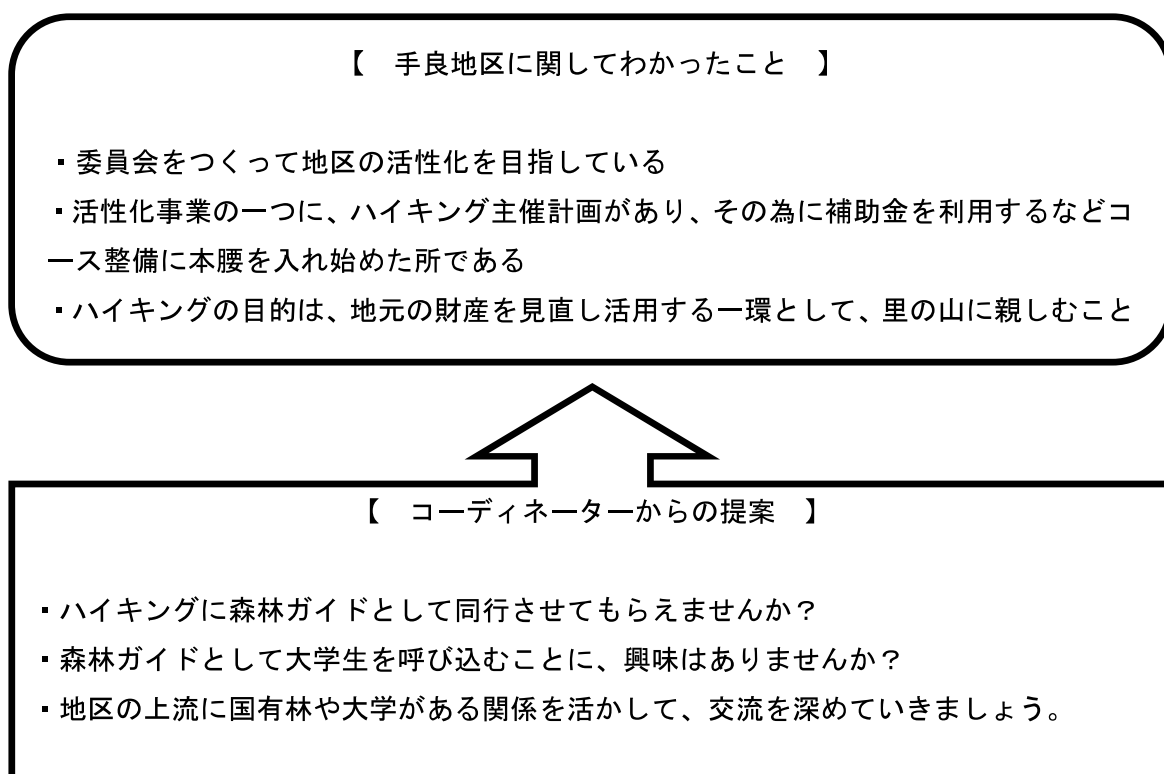 【　手良地区に関してわかったこと　】
・委員会をつくって地区の活性化を目指している
・活性化事業の一つに、ハイキング主催計画があり、その為に補助金を利用するなどコ
ース整備に本腰を入れ始めた所である
・ハイキングの目的は、地元の財産を見直し活用する一環として、里の山に親しむこと
【　コーディネーターからの提案　】
・ハイキングに森林ガイドとして同行させてもらえませんか？
・森林ガイドとして大学生を呼び込むことに、興味はありませんか？
・地区の上流に国有林や大学がある関係を活かして、交流を深めていきましょう。